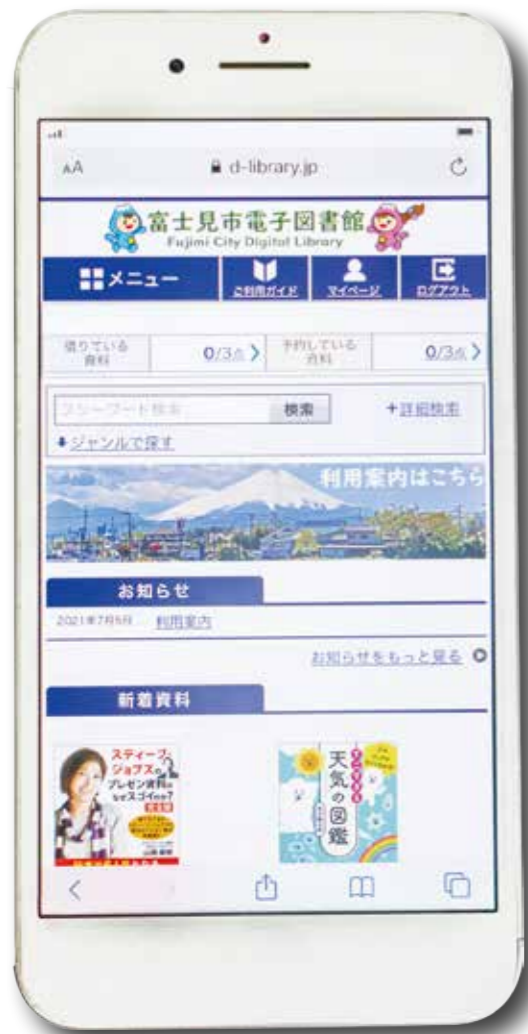 AA d-library.jp
富士見市電子図書館
Fujimi City Digital Library
メニュー ご利用ガイド マイページ ログアウト
借りている資料 0/3点 予約している資料 0/3点
フリーワード検索 検索 +詳細検索
ジャンルで探す
利用案内はこちら
お知らせ
2021年7月5日 利用案内
お知らせをもっと見る
新着資料
スティーブ・
ジョブズの
プレゼン資料は
なぜスゴイのか?
完全版
天気の図鑑